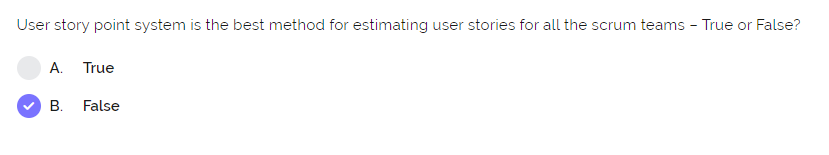 User story point system is the best method for estimating user stories for all the scrum teams – True or False?
A. True
B. False